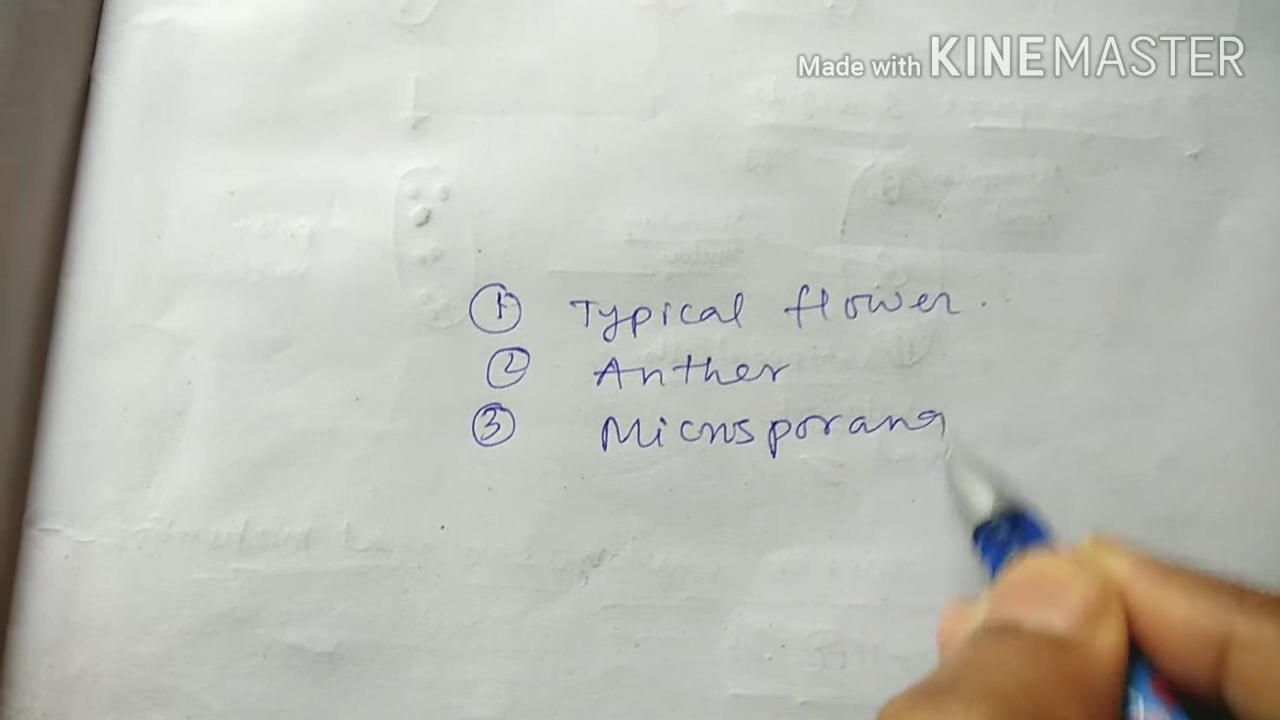 Made with KINEMASTER
① Typical flower.
② Anther
③ Microsporang